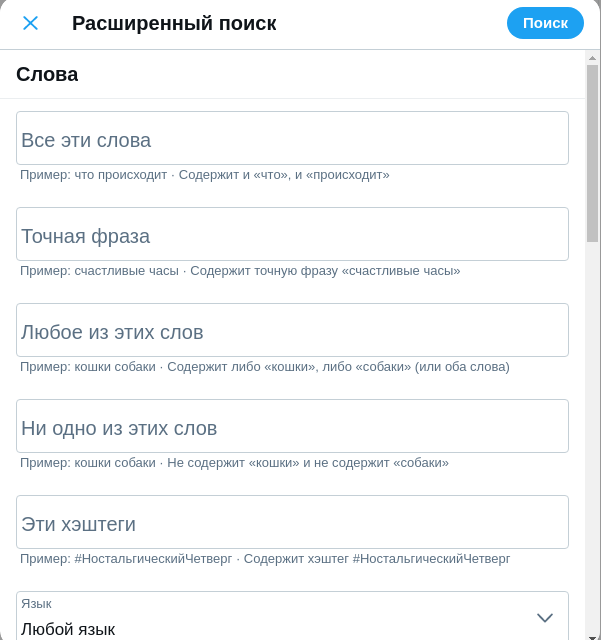 Расширенный поиск
Поиск
Слова
Все эти слова
Пример: что происходит · Содержит и «что», и «происходит»
Точная фраза
Пример: счастливые часы · Содержит точную фразу «счастливые часы»
Любое из этих слов
Пример: кошки собаки · Содержит либо «кошки», либо «собаки» (или оба слова)
Ни одно из этих слов
Пример: кошки собаки · Не содержит «кошки» и не содержит «собаки»
Эти хэштеги
Пример: #НостальгическийЧетверг · Содержит хэштег #НостальгическийЧетверг
Язык
Любой язык